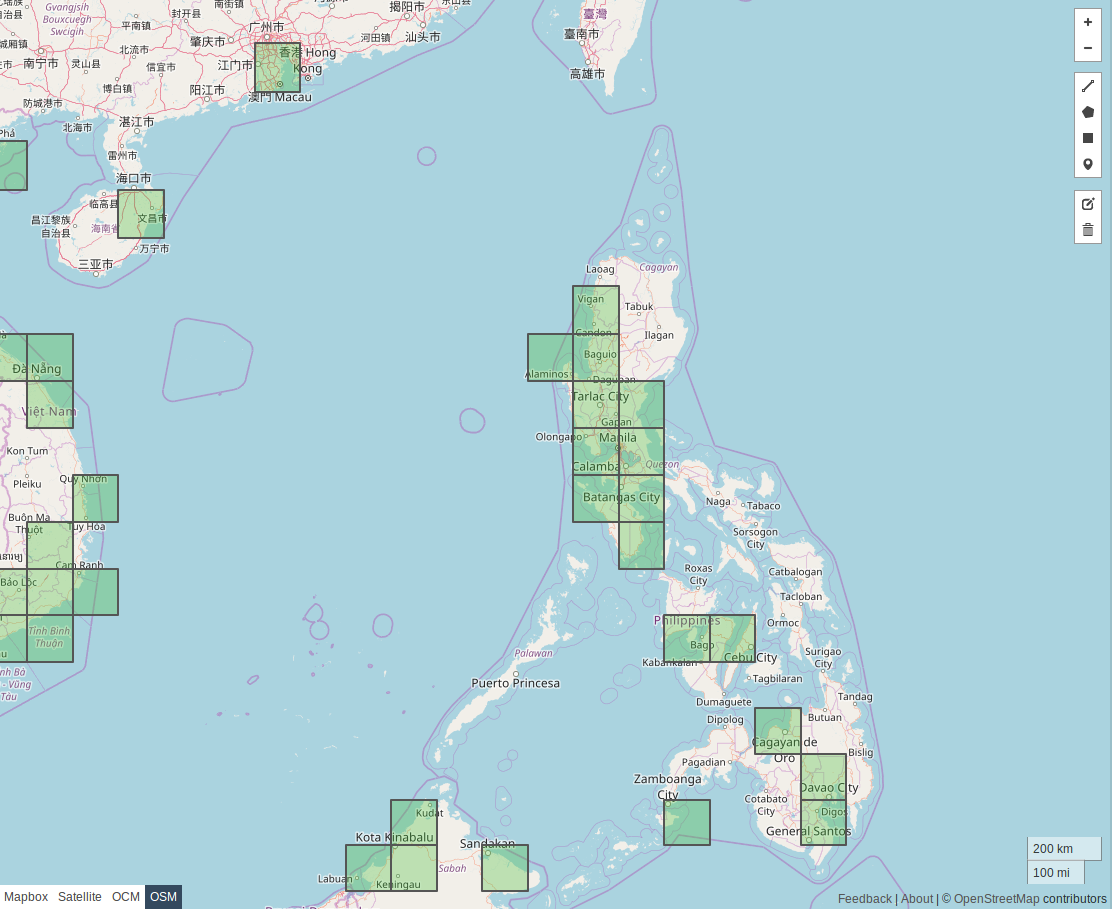 Gvangjsih
Bouxcuegh
Swcigih
平南县
封开县
揭阳市
广州市
肇庆市
汕头市
河田镇
臺灣
臺南市
高雄市
南宁市
灵山县
北流市
信宜市
江门市
香港 Hong
Kong
澳門 Macau
博白镇
阳江市
防城港市
北海市
湛江市
雷州市
海口市
临高县
昌江黎族
自治县
海南省
文昌市
万宁市
三亚市
Laoag
Cagayan
Vigan
Tabuk
Candon
Ilagan
Baguio
Alaminos
Dagupan
Tarlac City
Gapan
Olongapo
Manila
Calamba
Quezon
Batangas City
Naga
Tabaco
Sorsogon
City
Roxas
City
Catbalogan
Tacloban
Ormoc
Philippines
Bago
Cebu City
Kabankalan
Surigao
City
Tagbilaran
Dumaguete
Tandag
Dipolog
Butuan
Cagayan de
Oro
Bislig
Pagadian
Zamboanga
City
Cotabato
City
Davao City
Digos
General Santos
Palawan
Puerto Princesa
Đà Nẵng
Việt Nam
Kon Tum
Pleiku
Quy Nhơn
Buôn Ma
Thuột
Tuy Hòa
Cam Ranh
Bảo Lộc
Tỉnh Bình
Thuận
Kudat
Kota Kinabalu
Sandakan
Sabah
Labuan
Keningau
+
−
200 km
100 mi
Mapbox Satellite OCM OSM
Feedback | About | © OpenStreetMap contributors